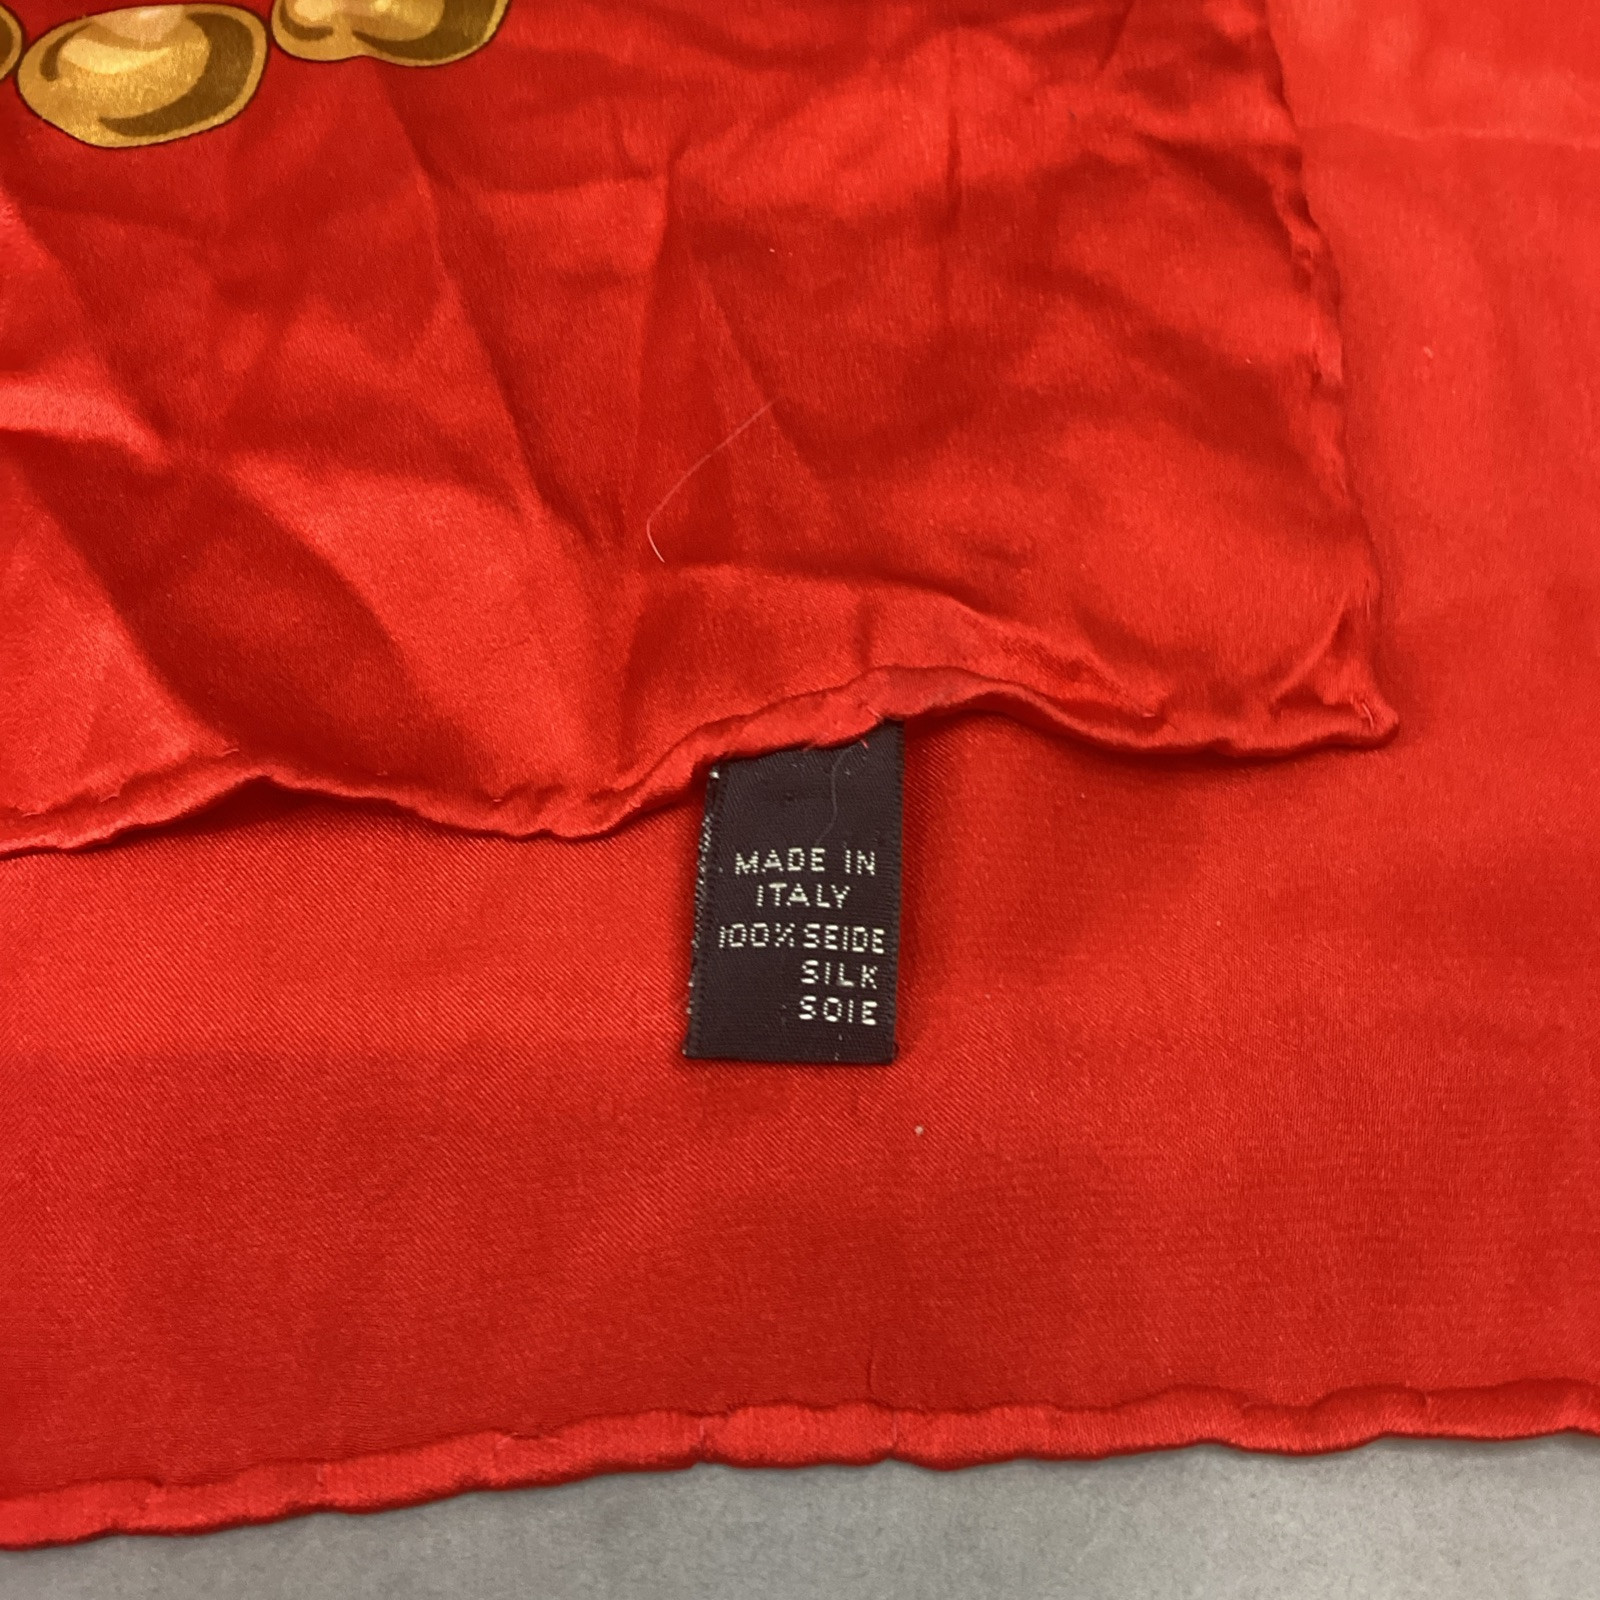 MADE IN
ITALY
100% SEIDE
SILK
SOIE